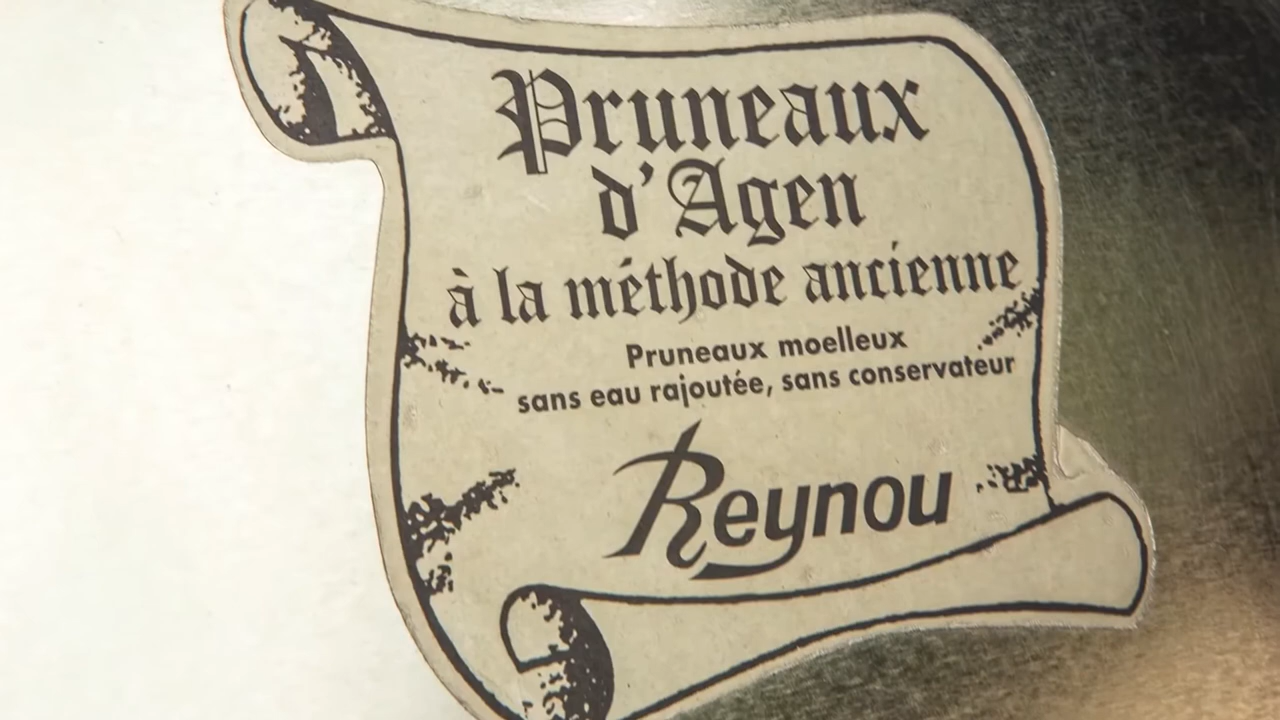 Pruneaux
d'Agen
à la méthode ancienne
Pruneaux moelleux
sans eau rajoutée, sans conservateur
Reynou